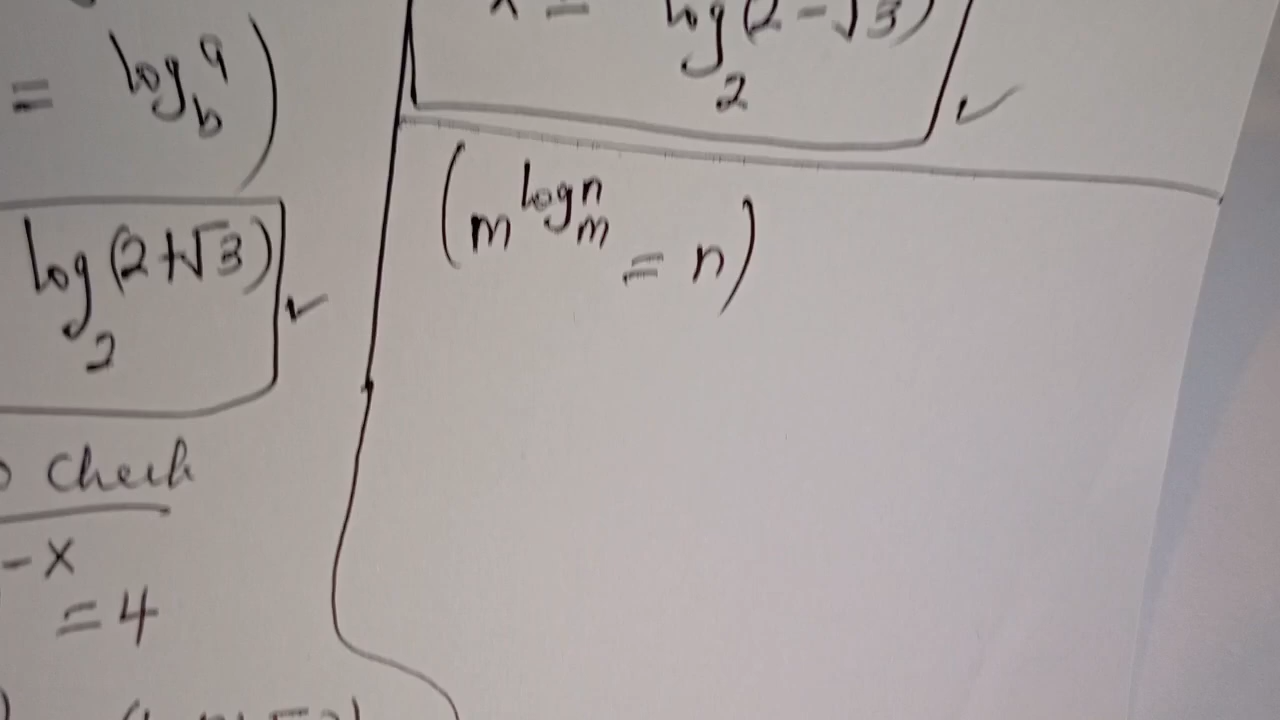 = log_b a)
log_2 (2+√3)
Check
-x
= 4
x = log_2 (2-√3)
(m^(log_m n) = n)